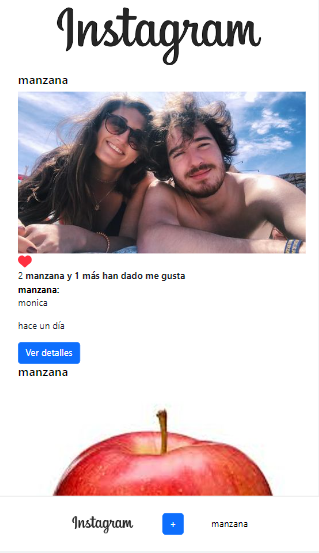 Instagram
manzana
2 manzana y 1 más han dado me gusta
manzana:
monica
hace un día
Ver detalles
manzana
Instagram + manzana